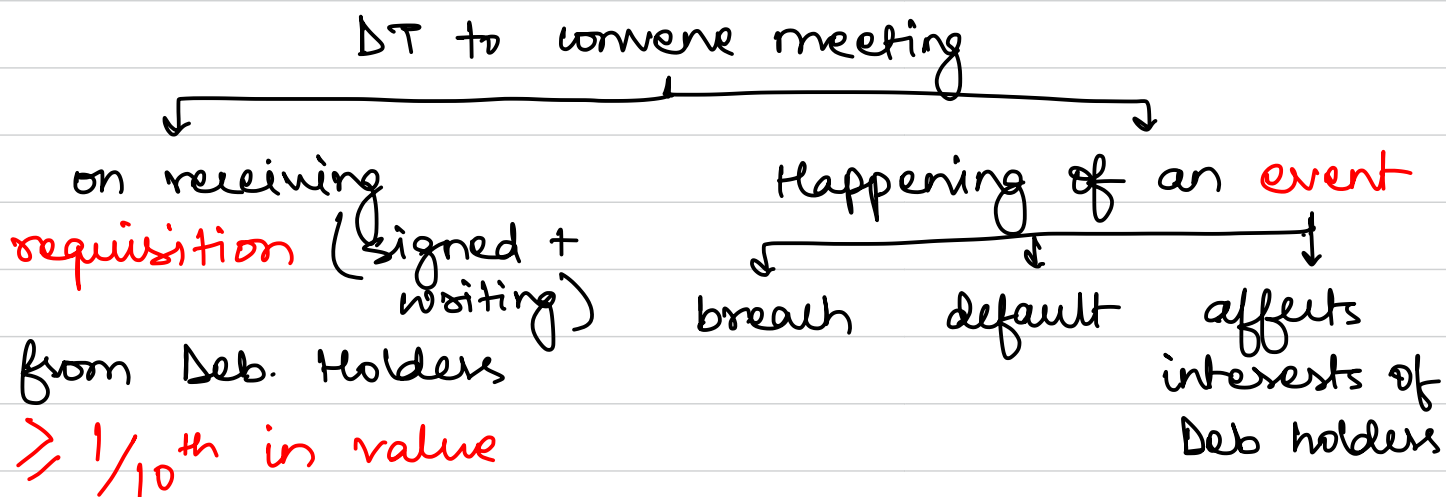 DT to convene meeting
on receiving
requisition (signed +
writing)
from Deb. Holders
≥ 1/10th in value
Happening of an event
breach
default
affects
interests of
Deb holders